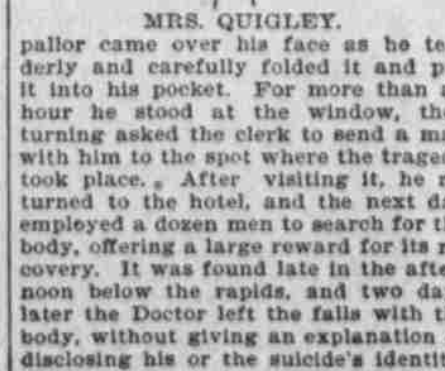 MRS. QUIGLEY.
pallor came over his face as he te
derly and carefully folded it and p
it into his pocket. For more than a
hour he stood at the window, th
turning asked the clerk to send a ma
with him to the spot where the traged
took place. After visiting it, he r
turned to the hotel, and the next d
employed a dozen men to search for t
body, offering a large reward for its r
covery. It was found late in the afte
noon below the rapids, and two da
later the Doctor left the falls with t
body, without giving an explanation
disclosing his or the suicide's identit